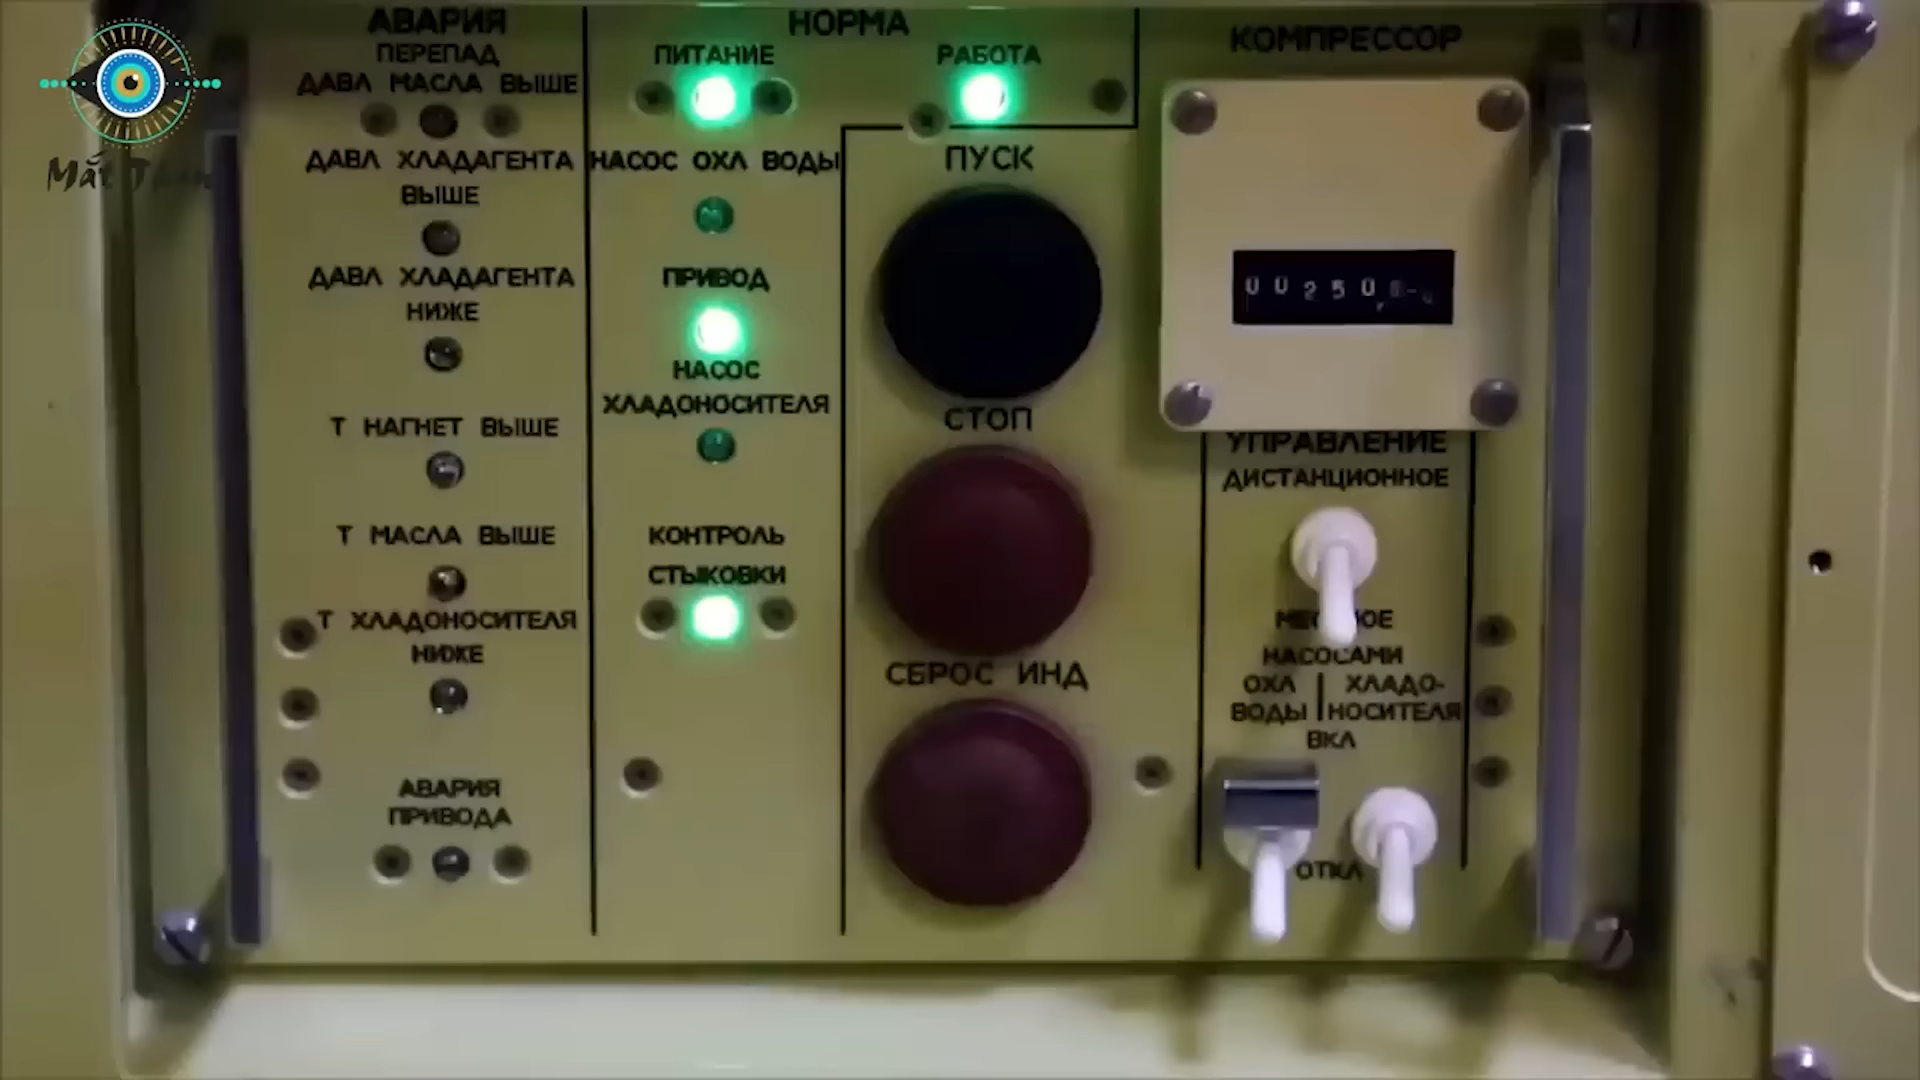 АВАРИЯ
ПЕРЕПАД
ДАВЛ МАСЛА ВЫШЕ
ДАВЛ ХЛАДАГЕНТА
ВЫШЕ
ДАВЛ ХЛАДАГЕНТА
НИЖЕ
Т НАГНЕТ ВЫШЕ
Т МАСЛА ВЫШЕ
Т ХЛАДОНОСИТЕЛЯ
НИЖЕ
АВАРИЯ
ПРИВОДА
НОРМА
ПИТАНИЕ
РАБОТА
НАСОС ОХЛ ВОДЫ
ПРИВОД
НАСОС
ХЛАДОНОСИТЕЛЯ
КОНТРОЛЬ
СТЫКОВКИ
ПУСК
СТОП
СБРОС ИНД
КОМПРЕССОР
00250
УПРАВЛЕНИЕ
ДИСТАНЦИОННОЕ
НАСОСАМИ
ОХЛ ХЛАДО-
ВОДЫ НОСИТЕЛЯ
ВКЛ
ОТКЛ
Mắt